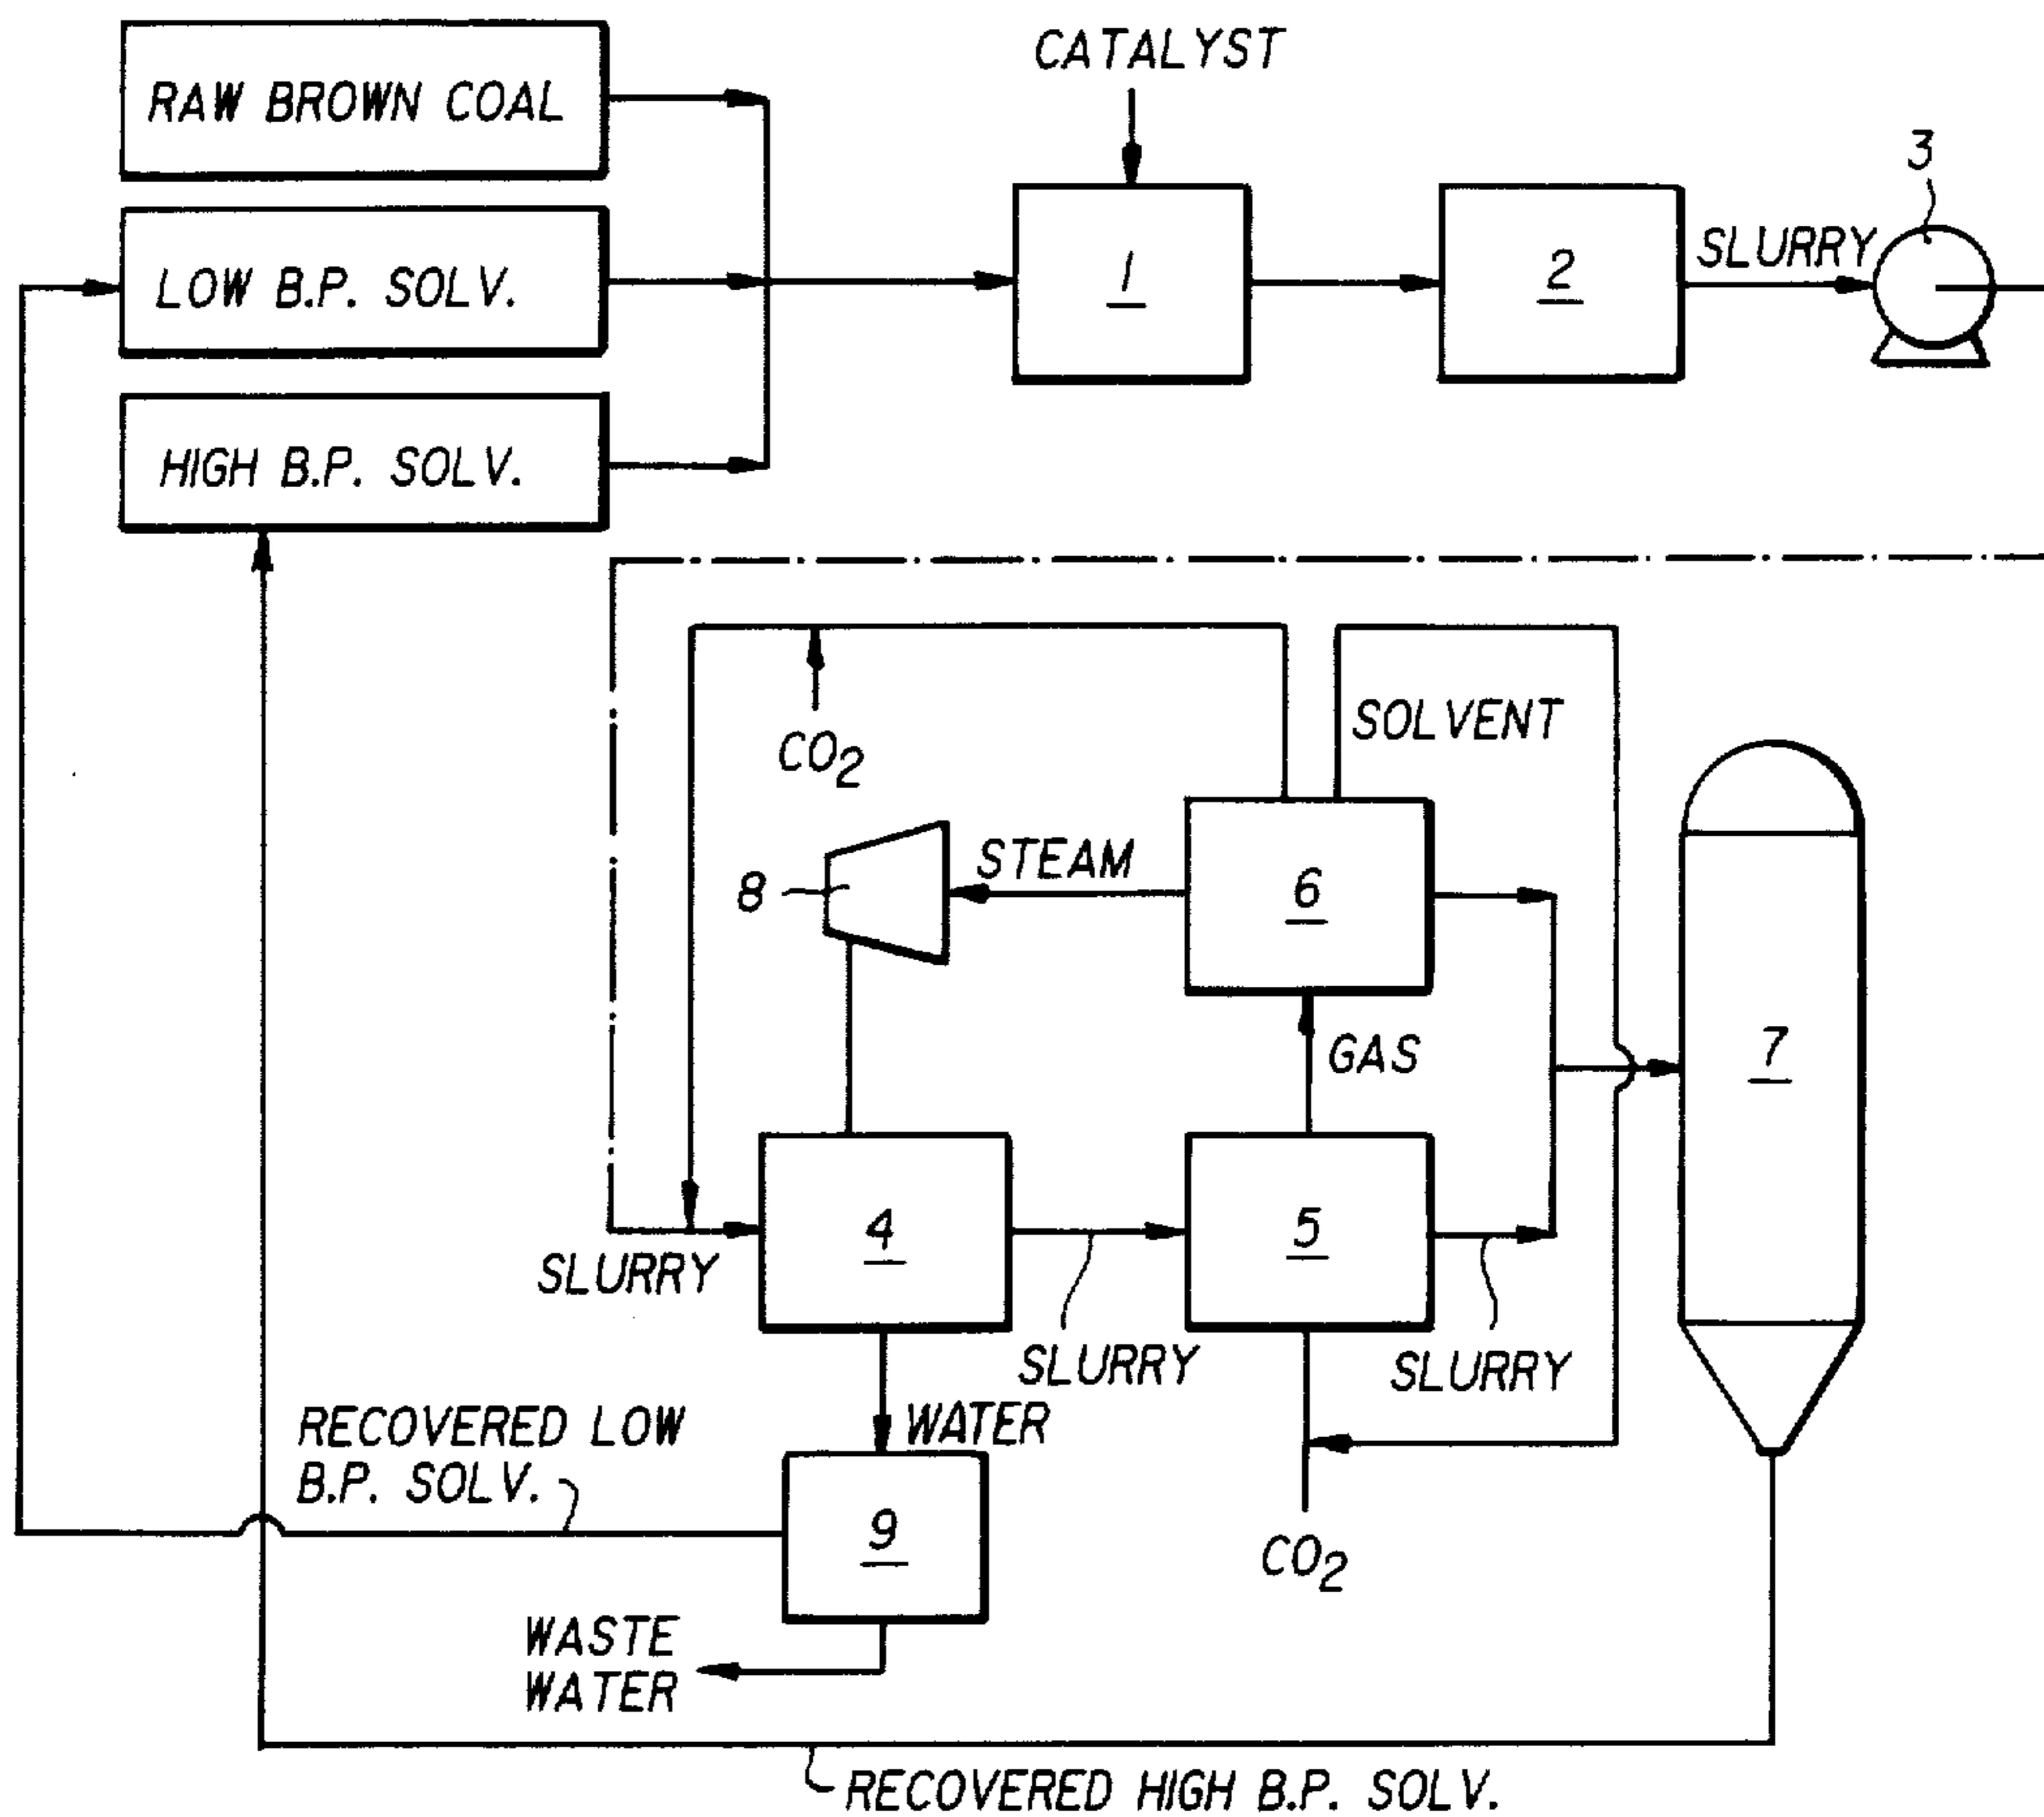 CATALYST
RAW BROWN COAL
3
LOW B.P. SOLV.
1
2
SLURRY
HIGH B.P. SOLV.
CO2
SOLVENT
8
STEAM
6
GAS
7
SLURRY
4
5
SLURRY
SLURRY
WATER
RECOVERED LOW
B.P. SOLV.
9
CO2
WASTE
WATER
RECOVERED HIGH B.P. SOLV.